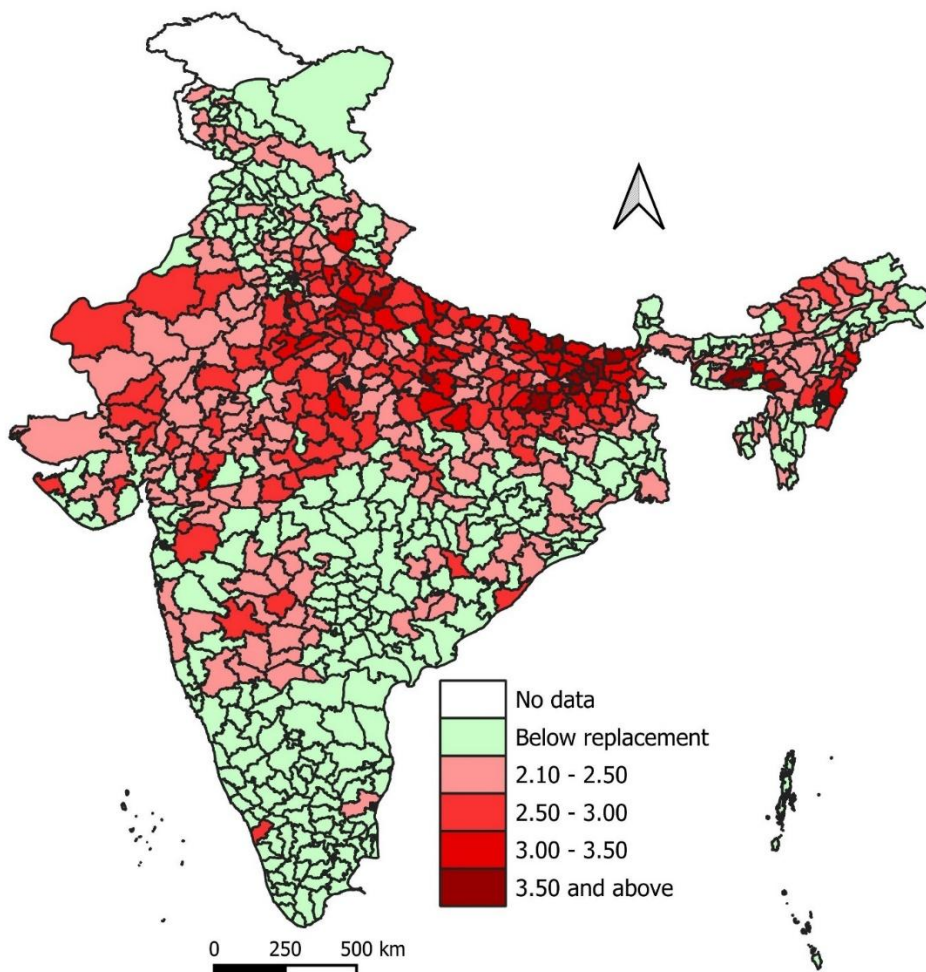 No data
Below replacement
2.10 - 2.50
2.50 - 3.00
3.00 - 3.50
3.50 and above
0 250 500 km